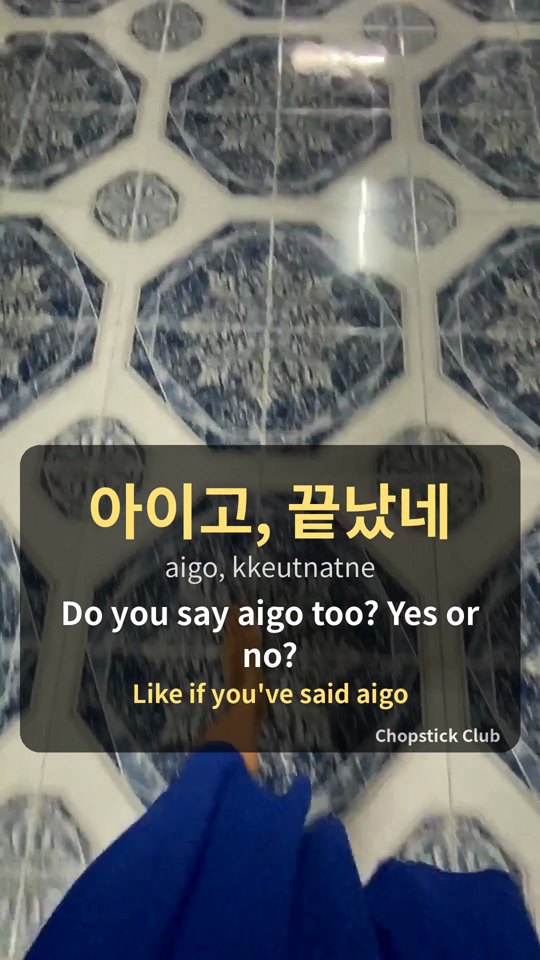 아이고, 끝났네
aigo, kkeutnatne
Do you say aigo too? Yes or
no?
Like if you've said aigo
Chopstick Club